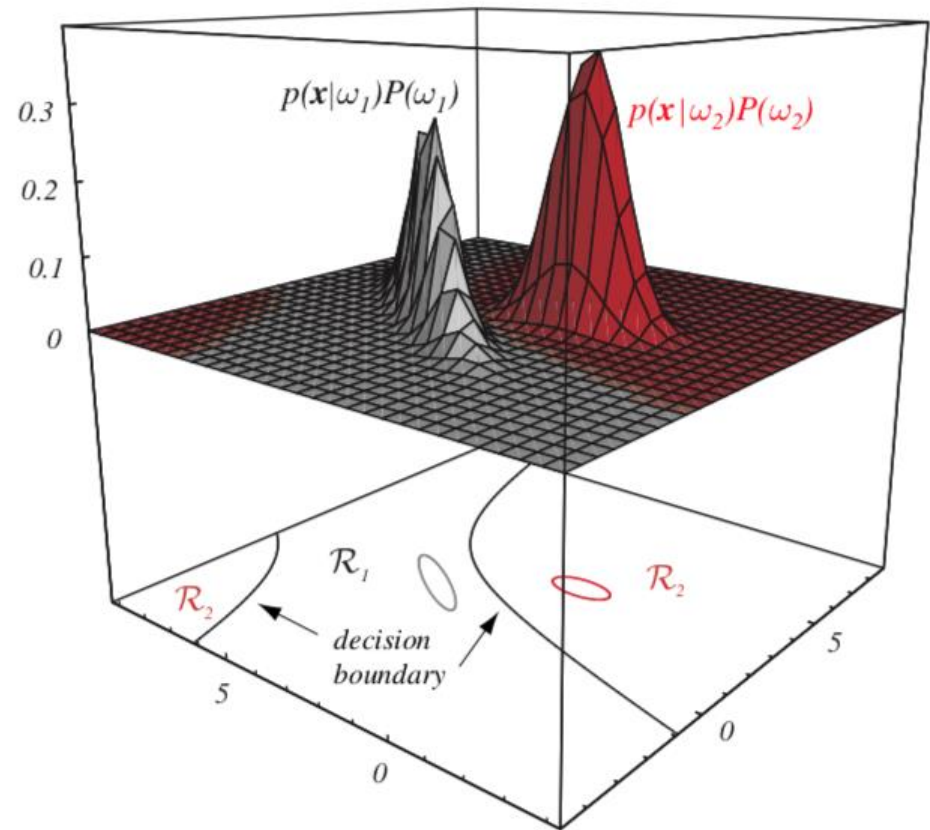 0.3
0.2
0.1
0
p(x|ω₁)P(ω₁)
p(x|ω₂)P(ω₂)
ℛ₂
ℛ₁
ℛ₂
decision
boundary
5
0
5
0